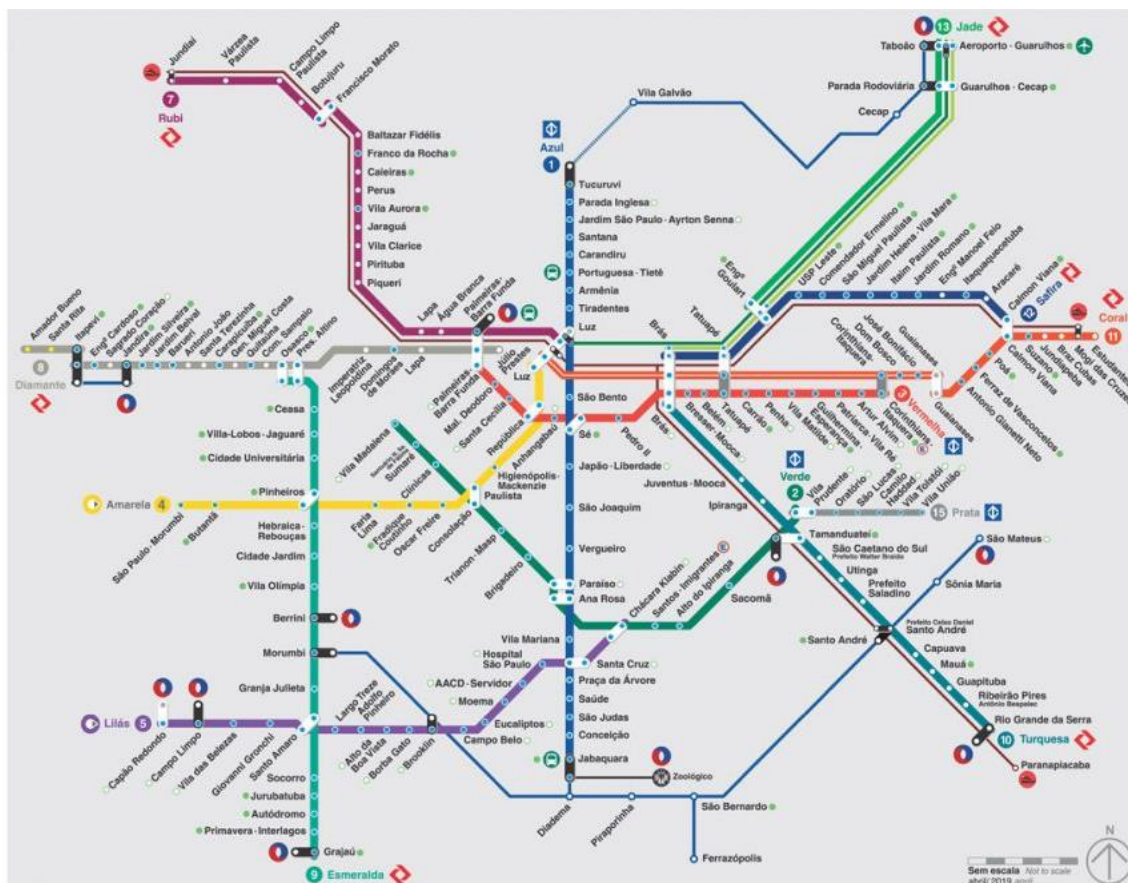 13 Jade
Taboão
Aeroporto - Guarulhos
Parada Rodoviária
Guarulhos - Cecap
Cecap
Vila Galvão
Jundiaí
Várzea
Paulista
Campo Limpo
Paulista
Botujuru
Francisco Morato
7
Rubi
Baltazar Fidélis
Franco da Rocha
Caieiras
Perus
Vila Aurora
Jaraguá
Vila Clarice
Pirituba
Piqueri
Lapa
Água Branca
Palmeiras-
Barra Funda
Azul
1
Tucuruvi
Parada Inglesa
Jardim São Paulo - Ayrton Senna
Santana
Carandiru
Portuguesa - Tietê
Armênia
Tiradentes
Luz
São Bento
Sé
Japão - Liberdade
São Joaquim
Vergueiro
Paraíso
Ana Rosa
Vila Mariana
Santa Cruz
Praça da Árvore
Saúde
São Judas
Conceição
Jabaquara
Engº
Goulart
USP Leste
Comendador Ermelino
São Miguel Paulista
Jardim Helena - Vila Mara
Itaim Paulista
Jardim Romano
Engº Manoel Feio
Itaquaquecetuba
Aracaré
Calmon Viana
Safira
12
Coral
11
Estudantes
Mogi das Cruzes
Braz Cubas
Jundiapeba
Suzano
Calmon Viana
Poá
Ferraz de Vasconcelos
Antonio Gianetti Neto
Guaianases
Guaianases
José Bonifácio
Dom Bosco
Corinthians-
Itaquera
Tatuapé
Brás
3 Vermelha
Corinthians-
Itaquera
Artur Alvim
Patriarca - Vila Ré
Guilhermina-
Esperança
Vila Matilde
Penha
Carrão
Tatuapé
Belém
Bresser - Mooca
Brás
Pedro II
Anhangabaú
República
Santa Cecília
Mal. Deodoro
Palmeiras
Barra Funda
Júlio
Prestes
Luz
Amador Bueno
Santa Rita
Itapevi
Engº Cardoso
Sagrado Coração
Jandira
Jardim Silveira
Jardim Belval
Barueri
Antonio João
Santa Terezinha
Carapicuíba
Gen. Miguel Costa
Quitaúna
Com. Sampaio
Osasco
Pres. Altino
Imperatriz
Leopoldina
Domingos
de Moraes
Lapa
8
Diamante
Ceasa
Villa-Lobos - Jaguaré
Cidade Universitária
Pinheiros
Hebraica-
Rebouças
Cidade Jardim
Vila Olímpia
Berrini
Morumbi
Granja Julieta
Santo Amaro
Socorro
Jurubatuba
Autódromo
Primavera - Interlagos
Grajaú
9 Esmeralda
Amarela 4
São Paulo - Morumbi
Butantã
Faria
Lima
Fradique
Coutinho
Oscar Freire
Paulista
Higienópolis-
Mackenzie
Vila Madalena
Sumaré
Clínicas
Consolação
Trianon - Masp
Brigadeiro
Chácara Klabin
Santos - Imigrantes
Alto do Ipiranga
Sacomã
Tamanduateí
Verde
2
Vila
Prudente
Oratório
São Lucas
Camilo
Haddad
Vila Tolstói
Vila União
15 Prata
Juventus - Mooca
Ipiranga
São Caetano do Sul
Prefeito Walter Braido
Utinga
Prefeito
Saladino
Prefeito Celso Daniel
Santo André
Capuava
Mauá
Guapituba
Ribeirão Pires
Antônio Bespalec
Rio Grande da Serra
10 Turquesa
Paranapiacaba
São Mateus
Sônia Maria
Santo André
Lilás 5
Capão Redondo
Campo Limpo
Vila das Belezas
Giovanni Gronchi
Largo Treze
Adolfo
Pinheiro
Alto da
Boa Vista
Borba Gato
Brooklin
Campo Belo
Eucaliptos
Moema
AACD - Servidor
Hospital
São Paulo
Zoológico
Diadema
Piraporinha
São Bernardo
Ferrazópolis
N
Sem escala Not to scale
abril/ 2019 april